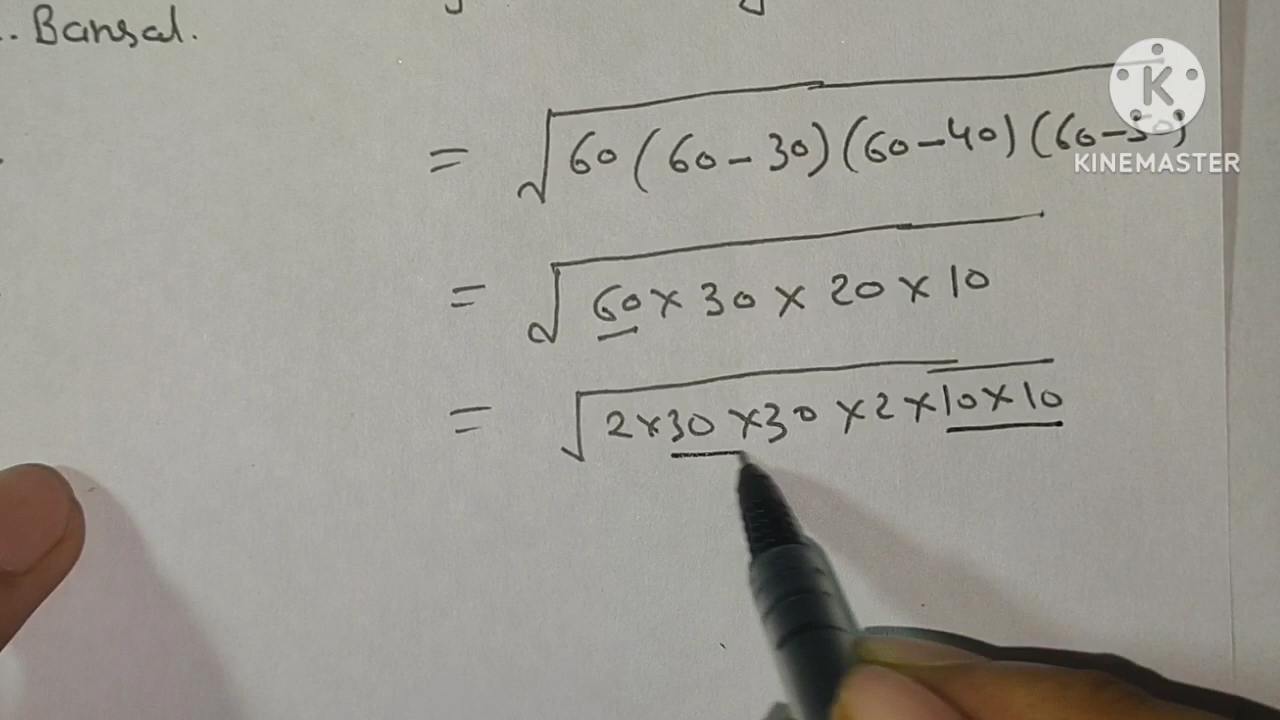 .. Bansal.
K
= √60(60-30)(60-40)(60-50)
KINEMASTER
= √60×30×20×10
= √2×30×30×2×10×10